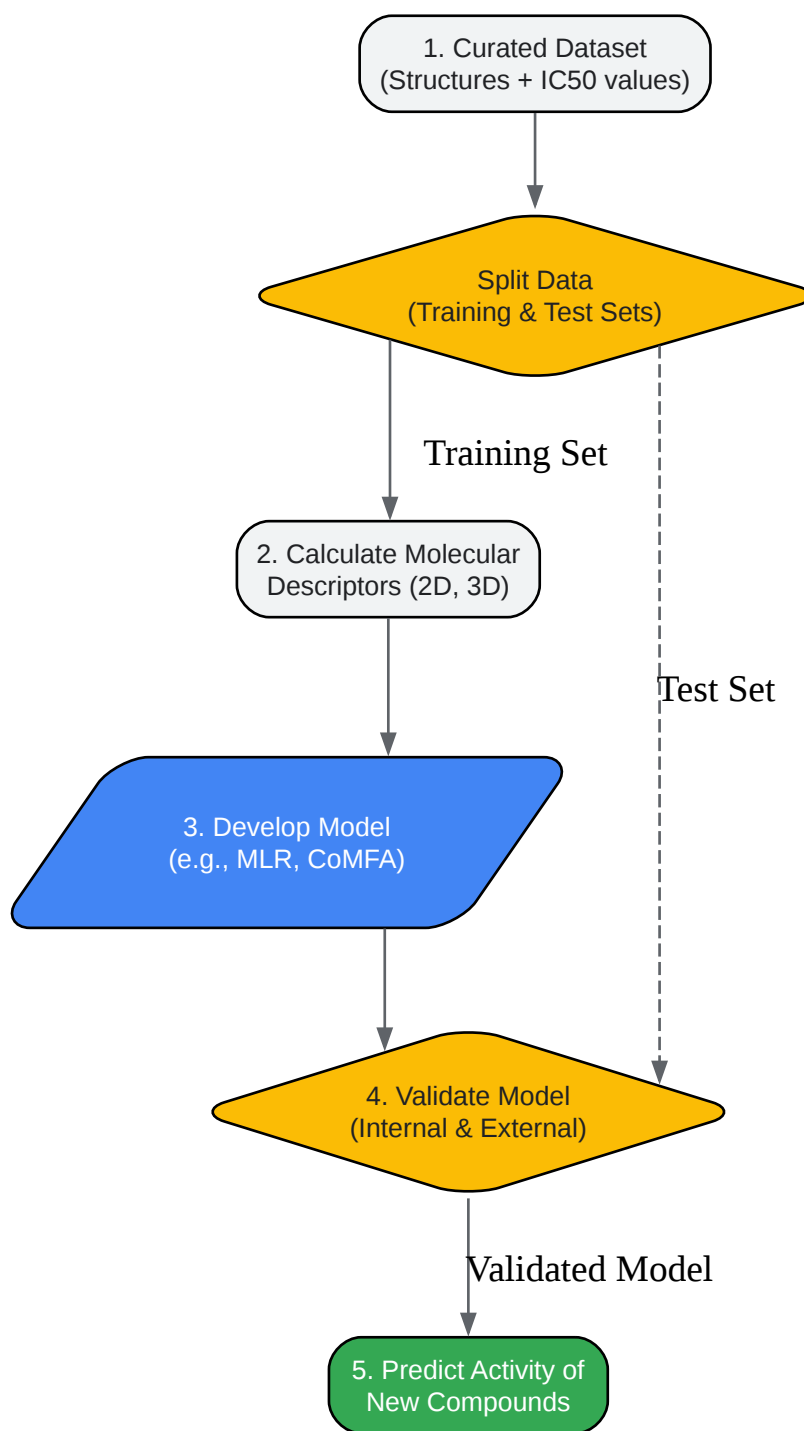 1. Curated Dataset
(Structures + IC50 values)
Split Data
(Training & Test Sets)
Training Set
2. Calculate Molecular
Descriptors (2D, 3D)
Test Set
3. Develop Model
(e.g., MLR, CoMFA)
4. Validate Model
(Internal & External)
Validated Model
5. Predict Activity of
New Compounds